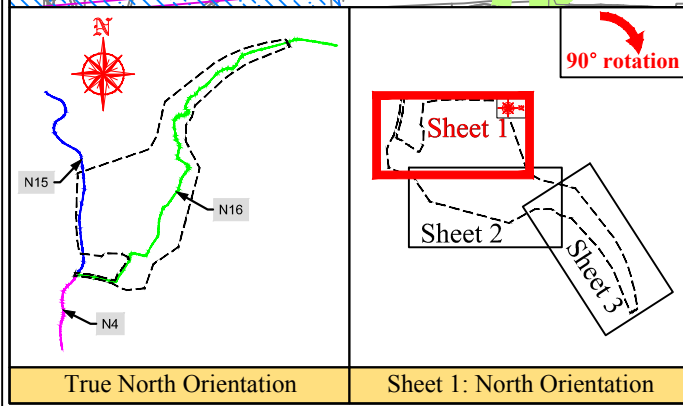 N
N15
N16
N4
True North Orientation
90° rotation
Sheet 1
Sheet 2
Sheet 3
Sheet 1: North Orientation